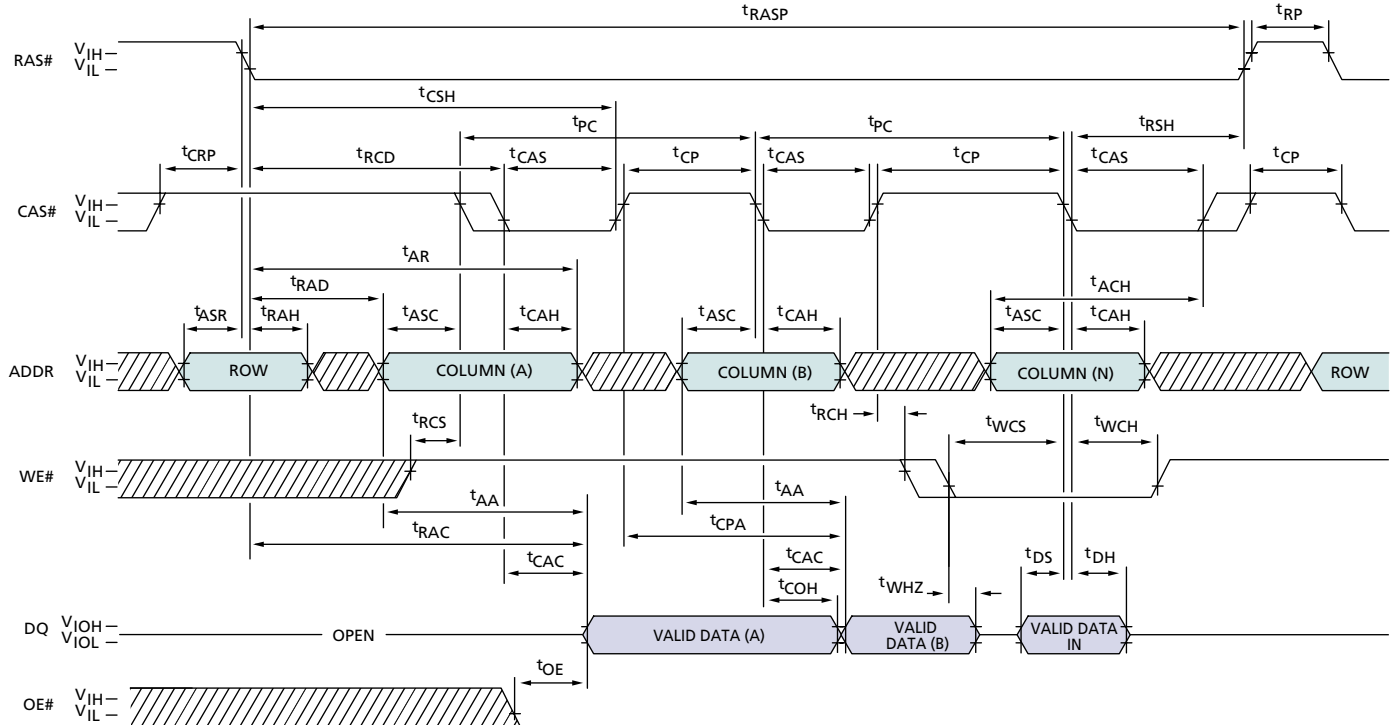 tRASP tRP
RAS# VIH
VIL
tCSH
tPC tPC tRSH
tCRP tRCD tCAS tCP tCAS tCP tCAS tCP
CAS# VIH
VIL
tAR
tRAD tACH
tASR tRAH tASC tCAH tASC tCAH tASC tCAH
ADDR VIH
VIL
ROW COLUMN (A) COLUMN (B) COLUMN (N) ROW
tRCS tRCH tWCS tWCH
WE# VIH
VIL
tAA tAA
tRAC tCPA
tCAC tCAC tDS tDH
tCOH tWHZ
DQ VIOH
VIOL
OPEN VALID DATA (A) VALID DATA (B) VALID DATA IN
tOE
OE# VIH
VIL